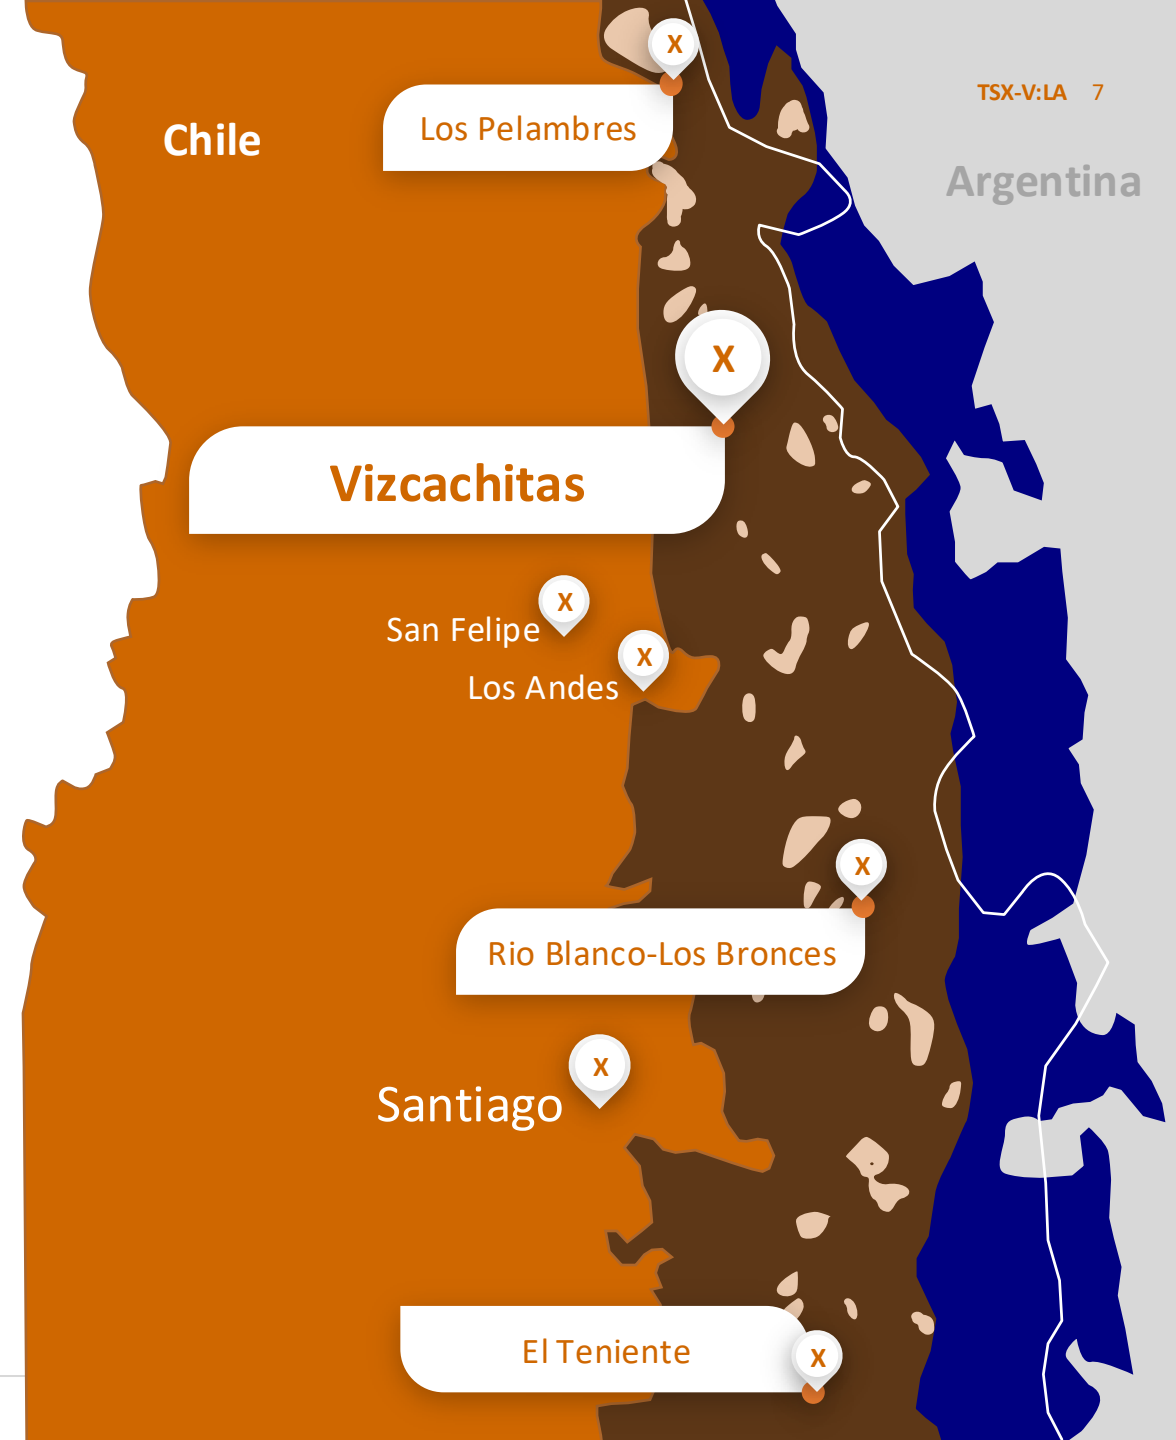 X
TSX-V:LA 7
Los Pelambres
Chile
Argentina
X
Vizcachitas
X
San Felipe
X
Los Andes
X
Rio Blanco-Los Bronces
X
Santiago
El Teniente
X